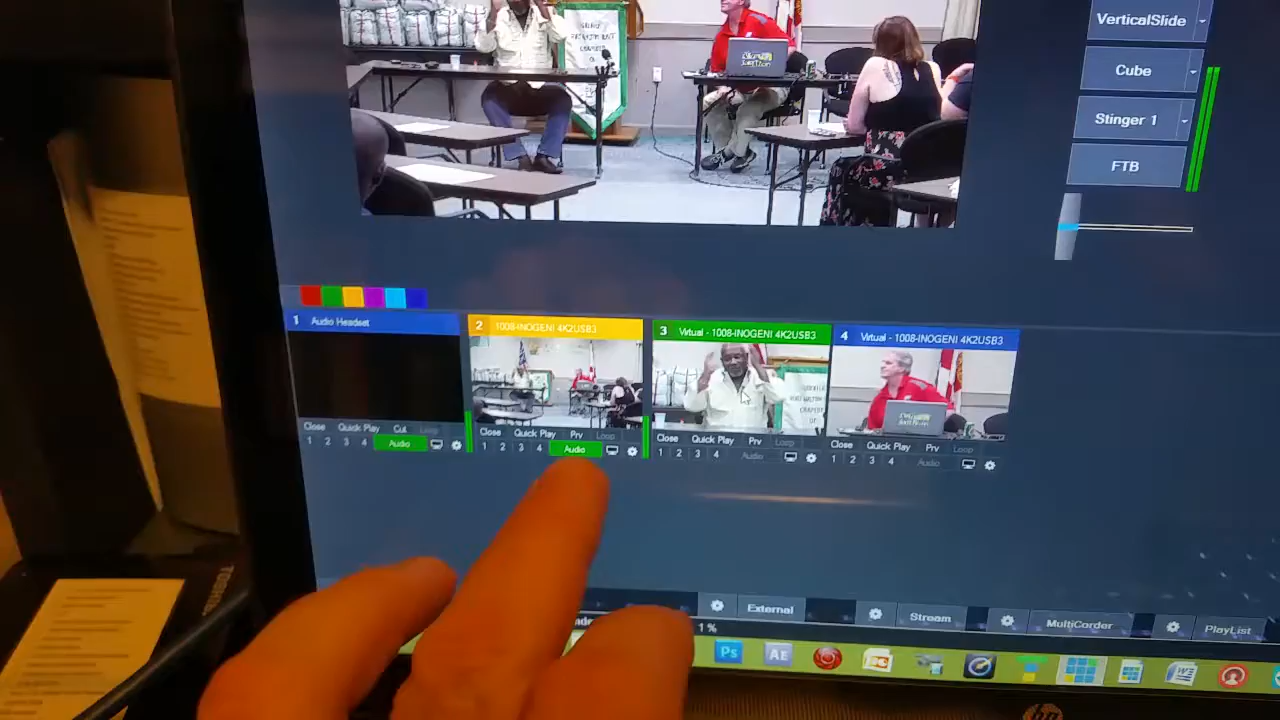 VerticalSlide
Cube
Stinger 1
FTB
1 Audio Headset
2 1008-INOGENI 4K2USB3
3 Virtual - 1008-INOGENI 4K2USB3
4 Virtual - 1008-INOGENI 4K2USB3
Close Quick Play Cut Loop
1 2 3 4 Audio
Close Quick Play Prv Loop
1 2 3 4 Audio
Close Quick Play Prv Loop
1 2 3 4 Audio
Close Quick Play Prv Loop
1 2 3 4 Audio
External
Stream
MultiCorder
PlayList
1 %
Ps
Ae
hp